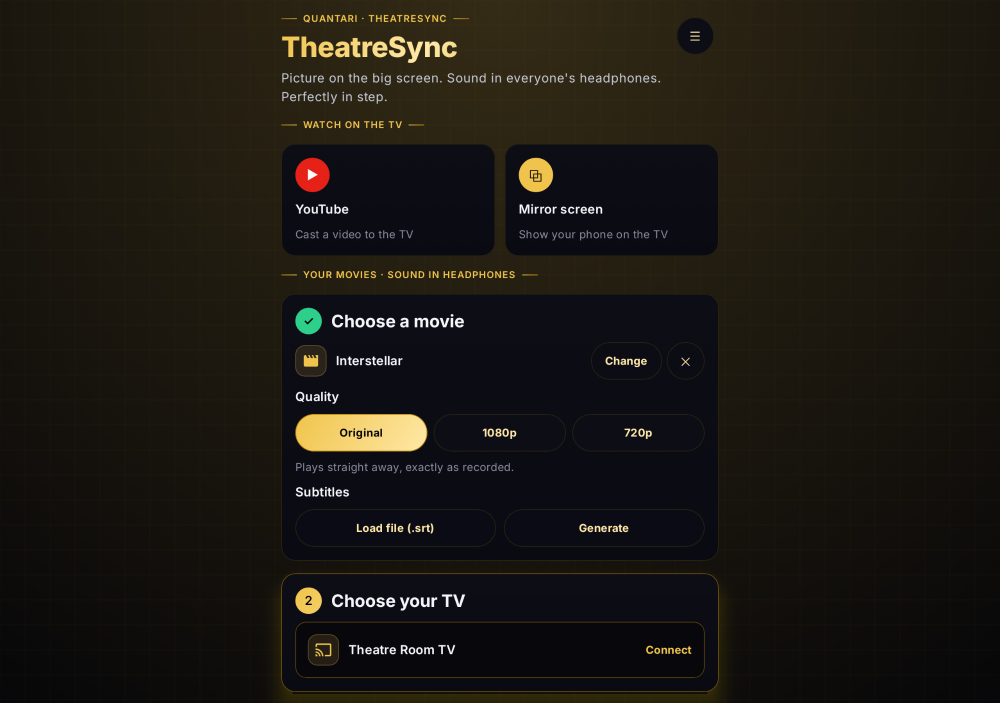 QUANTARI · THEATRESYNC
TheatreSync
Picture on the big screen. Sound in everyone's headphones.
Perfectly in step.
WATCH ON THE TV
YouTube
Cast a video to the TV
Mirror screen
Show your phone on the TV
YOUR MOVIES · SOUND IN HEADPHONES
Choose a movie
Interstellar
Change
Quality
Original
1080p
720p
Plays straight away, exactly as recorded.
Subtitles
Load file (.srt)
Generate
2
Choose your TV
Theatre Room TV
Connect